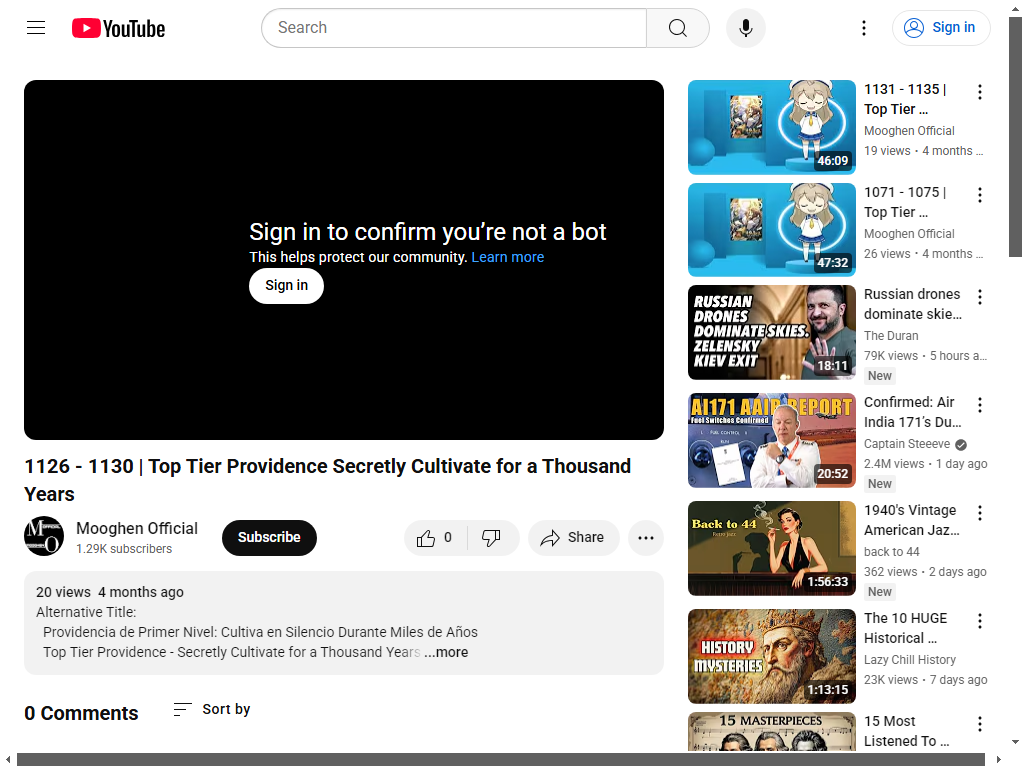 YouTube
Search
Sign in
Sign in to confirm you’re not a bot
This helps protect our community. Learn more
Sign in
1126 - 1130 | Top Tier Providence Secretly Cultivate for a Thousand
Years
Mooghen Official
1.29K subscribers
Subscribe
0
Share
20 views 4 months ago
Alternative Title:
Providencia de Primer Nivel: Cultiva en Silencio Durante Miles de Años
Top Tier Providence - Secretly Cultivate for a Thousand Years ...more
0 Comments
Sort by
46:09
1131 - 1135 |
Top Tier ...
Mooghen Official
19 views • 4 months ...
47:32
1071 - 1075 |
Top Tier ...
Mooghen Official
26 views • 4 months ...
RUSSIAN
DRONES
DOMINATE SKIES.
ZELENSKY
KIEV EXIT
18:11
Russian drones
dominate skie...
The Duran
79K views • 5 hours a...
New
AI171 AAIB REPORT
Fuel Switches Confirmed
FUEL CONTROL
20:52
Confirmed: Air
India 171’s Du...
Captain Steeeve
2.4M views • 1 day ago
New
Back to 44
Retro Jazz
1:56:33
1940's Vintage
American Jaz...
back to 44
362 views • 2 days ago
New
HISTORY
MYSTERIES
1:13:15
The 10 HUGE
Historical ...
Lazy Chill History
23K views • 7 days ago
15 MASTERPIECES
15 Most
Listened To ...